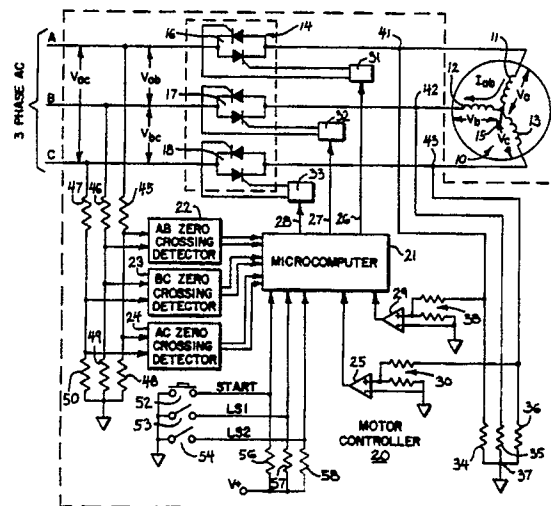 3 PHASE AC
A
B
C
Vac
Vab
Vbc
16
14
31
17
32
18
33
41
42
43
11
12
13
10
15
Iab
Va
Vb
Vc
47
46
45
22
AB ZERO
CROSSING
DETECTOR
23
BC ZERO
CROSSING
DETECTOR
24
AC ZERO
CROSSING
DETECTOR
28
27
26
21
MICROCOMPUTER
29
38
25
30
50
49
48
52
START
53
LS1
54
LS2
56
57
58
V+
MOTOR
CONTROLLER
20
34
35
36
37